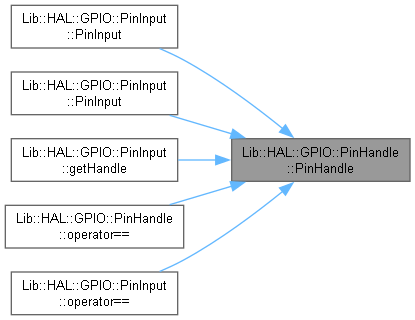 Lib::HAL::GPIO::PinInput
::PinInput
Lib::HAL::GPIO::PinInput
::PinInput
Lib::HAL::GPIO::PinInput
::getHandle
Lib::HAL::GPIO::PinHandle
::operator==
Lib::HAL::GPIO::PinInput
::operator==
Lib::HAL::GPIO::PinHandle
::PinHandle